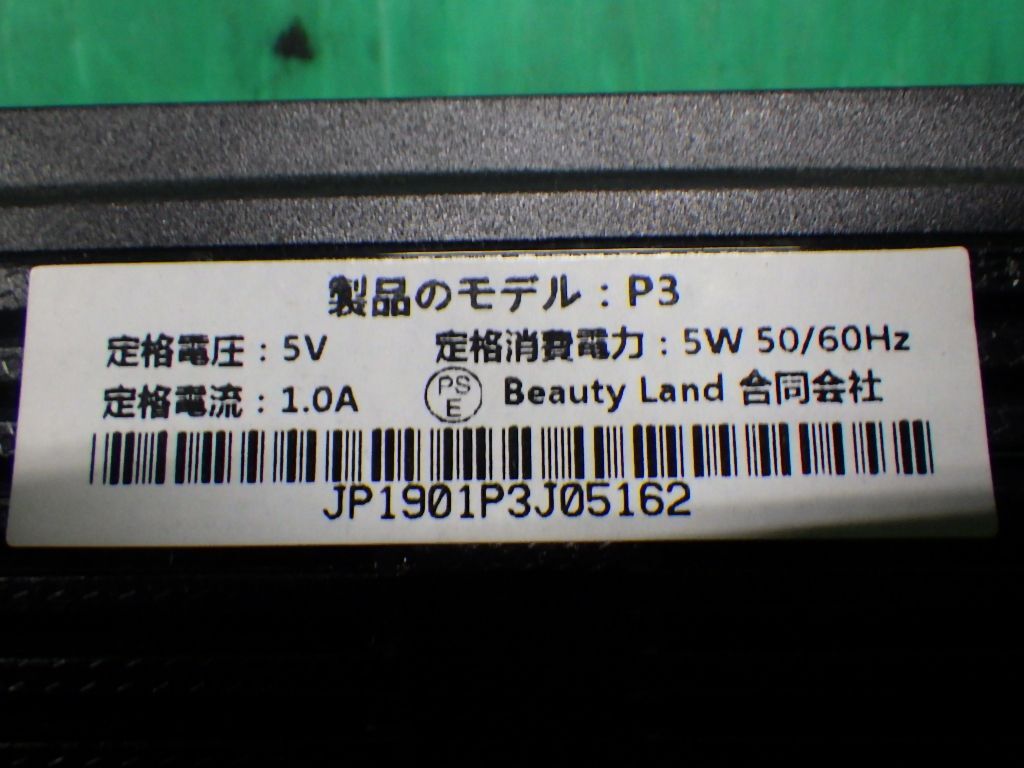 製品のモデル：P3
定格電圧：5V 定格消費電力：5W 50/60Hz
定格電流：1.0A PSE Beauty Land 合同会社
JP1901P3J05162